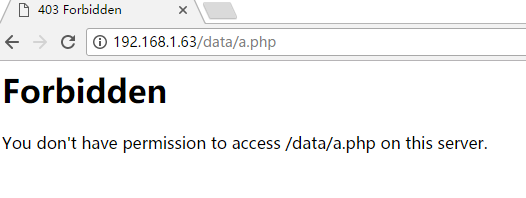 403 Forbidden
192.168.1.63/data/a.php
Forbidden
You don't have permission to access /data/a.php on this server.